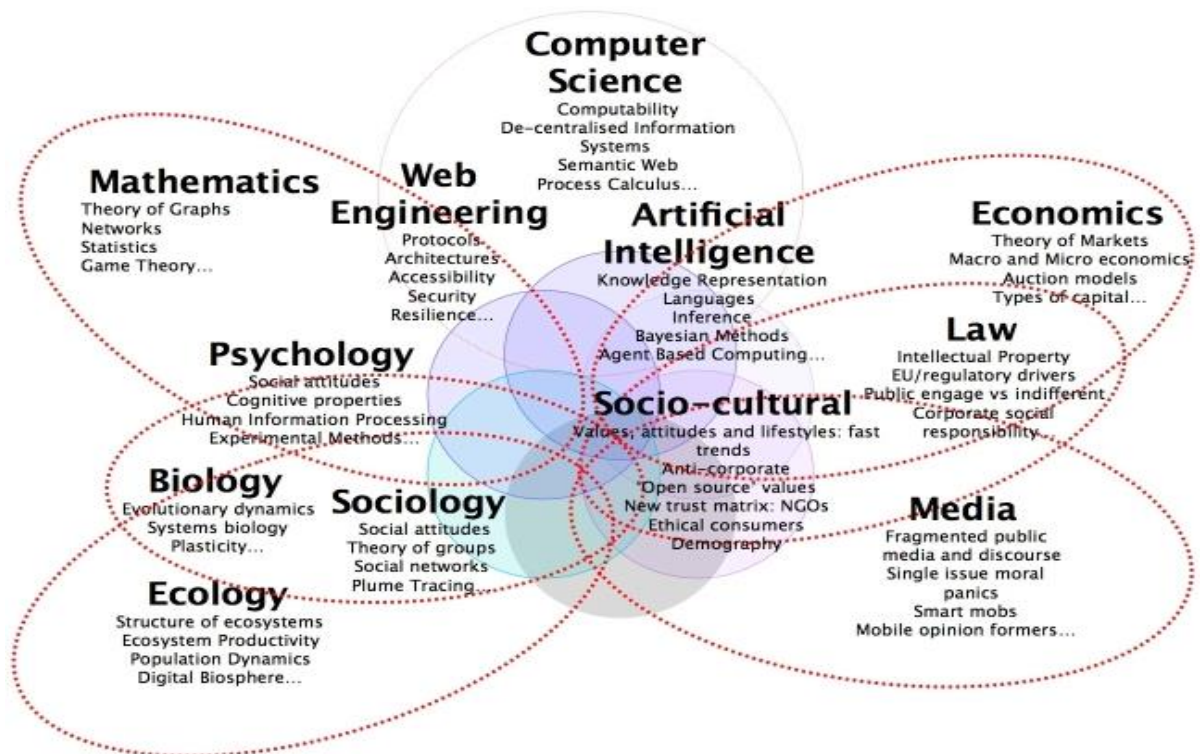 Computer
Science
Computability
De-centralised Information
Systems
Semantic Web
Process Calculus...
Mathematics
Theory of Graphs
Networks
Statistics
Game Theory...
Web
Engineering
Protocols
Architectures
Accessibility
Security
Resilience...
Artificial
Intelligence
Knowledge Representation
Languages
Inference
Bayesian Methods
Agent Based Computing...
Economics
Theory of Markets
Macro and Micro economics
Auction models
Types of capital...
Law
Intellectual Property
EU/regulatory drivers
Public engage vs indifferent
Corporate social
responsibility
Psychology
Social attitudes
Cognitive properties
Human Information Processing
Experimental Methods...
Socio-cultural
Values, attitudes and lifestyles: fast
trends
Anti-corporate
'Open source' values
New trust matrix: NGOs
Ethical consumers
Demography
Biology
Evolutionary dynamics
Systems biology
Plasticity...
Sociology
Social attitudes
Theory of groups
Social networks
Plume Tracing...
Media
Fragmented public
media and discourse
Single issue moral
panics
Smart mobs
Mobile opinion formers...
Ecology
Structure of ecosystems
Ecosystem Productivity
Population Dynamics
Digital Biosphere...